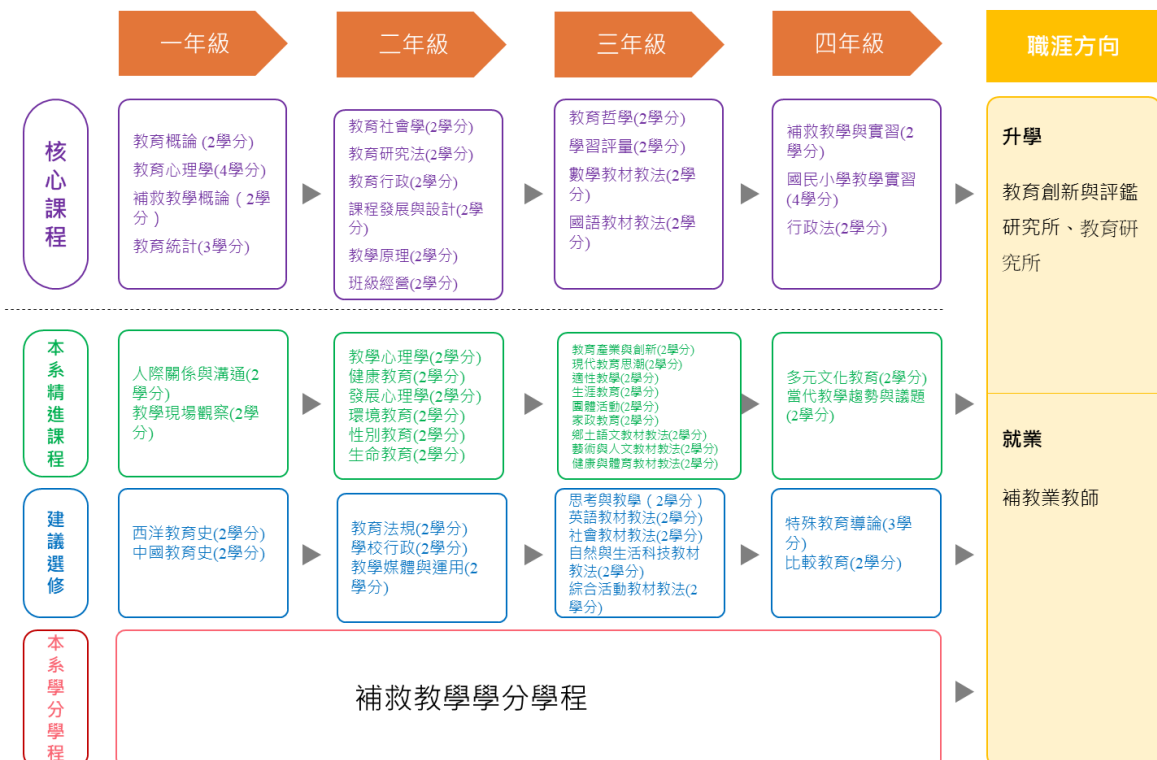 一年級
二年級
三年級
四年級
職涯方向
核心課程
教育概論 (2學分)
教育心理學(4學分)
補救教學概論（2學
分）
教育統計(3學分)
教育社會學(2學分)
教育研究法(2學分)
教育行政(2學分)
課程發展與設計(2學
分)
教學原理(2學分)
班級經營(2學分)
教育哲學(2學分)
學習評量(2學分)
數學教材教法(2學
分)
國語教材教法(2學
分)
補救教學與實習(2
學分)
國民小學教學實習
(4學分)
行政法(2學分)
升學
教育創新與評鑑
研究所、教育研
究所
本系精進課程
人際關係與溝通(2
學分)
教學現場觀察(2學
分)
教學心理學(2學分)
健康教育(2學分)
發展心理學(2學分)
環境教育(2學分)
性別教育(2學分)
生命教育(2學分)
教育產業與創新(2學分)
現代教育思潮(2學分)
適性教學(2學分)
生涯教育(2學分)
團體活動(2學分)
家政教育(2學分)
鄉土語文教材教法(2學分)
藝術與人文教材教法(2學分)
健康與體育教材教法(2學分)
多元文化教育(2學分)
當代教學趨勢與議題
(2學分)
就業
補教業教師
建議選修
西洋教育史(2學分)
中國教育史(2學分)
教育法規(2學分)
學校行政(2學分)
教學媒體與運用(2
學分)
思考與教學（2學分）
英語教材教法(2學分)
社會教材教法(2學分)
自然與生活科技教材
教法(2學分)
綜合活動教材教法(2
學分)
特殊教育導論(3學
分)
比較教育(2學分)
本系學分學程
補救教學學分學程